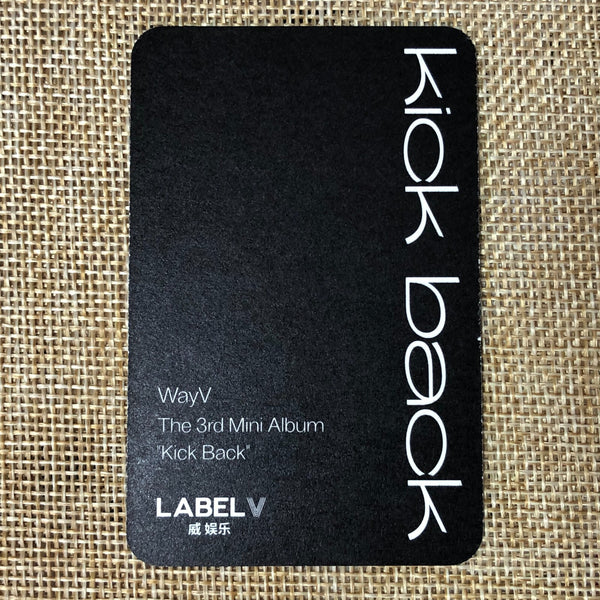 kick back
WayV
The 3rd Mini Album
"Kick Back"
LABEL V
威 娱乐